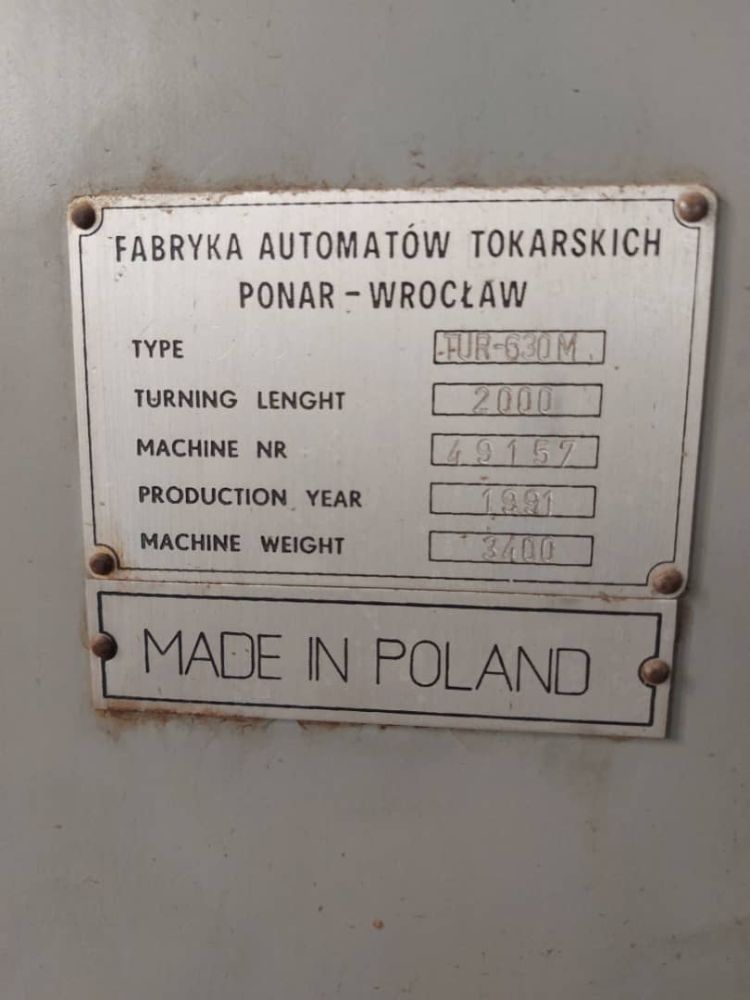 FABRYKA AUTOMATÓW TOKARSKICH
PONAR - WROCŁAW
TYPE TUR-630M
TURNING LENGHT 2000
MACHINE NR 49157
PRODUCTION YEAR 1991
MACHINE WEIGHT 3400
MADE IN POLAND